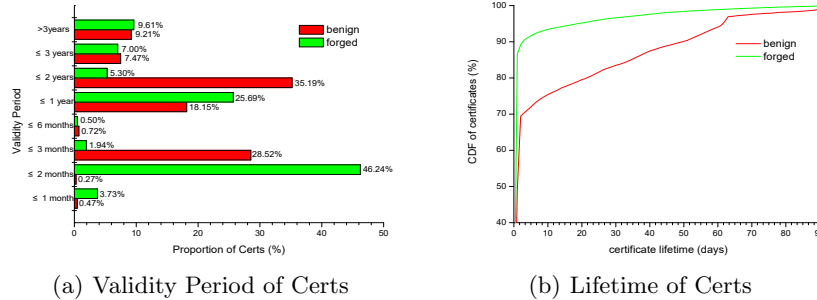 >3years
≤ 3 years
≤ 2 years
≤ 1 year
≤ 6 months
≤ 3 months
≤ 2 months
≤ 1 month
Validity Period
9.61%
9.21%
7.00%
7.47%
5.30%
35.19%
25.69%
18.15%
0.50%
0.72%
1.94%
28.52%
46.24%
0.27%
3.73%
0.47%
benign
forged
0 10 20 30 40 50
Proportion of Certs (%)
(a) Validity Period of Certs
100
90
80
70
60
50
40
CDF of certificates (%)
benign
forged
0 10 20 30 40 50 60 70 80
certificate lifetime (days)
(b) Lifetime of Certs